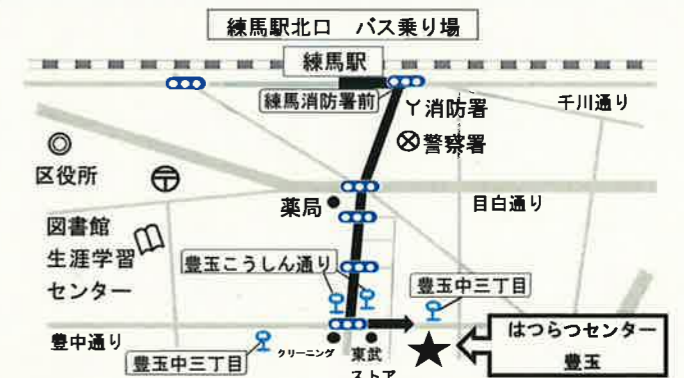 練馬駅北口　バス乗り場
練馬駅
練馬消防署前
消防署
千川通り
警察署
区役所
薬局
目白通り
図書館
生涯学習
センター
豊玉こうしん通り
豊玉中三丁目
豊中通り
はつらつセンター
豊玉
豊玉中三丁目
クリーニング
東武
ストア